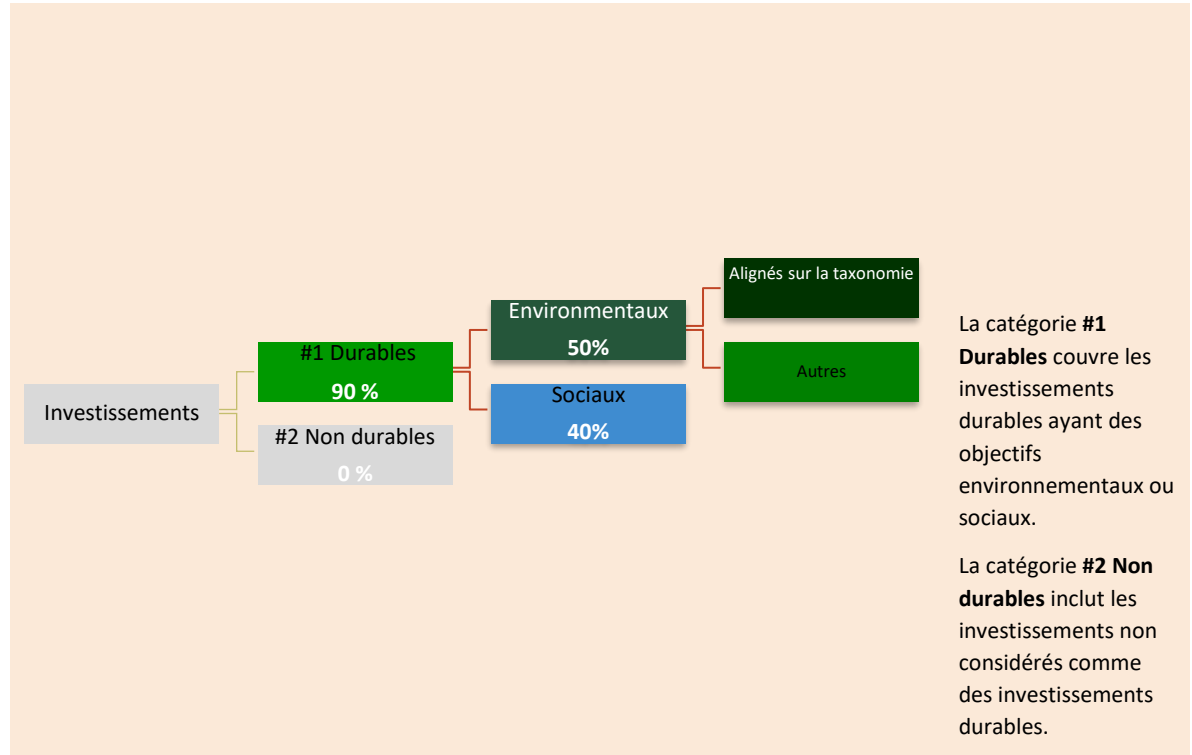 Investissements
#1 Durables
90 %
#2 Non durables
0 %
Environmentaux
50%
Sociaux
40%
Alignés sur la taxonomie
Autres
La catégorie #1
Durables couvre les
investissements
durables ayant des
objectifs
environnementaux ou
sociaux.
La catégorie #2 Non
durables inclut les
investissements non
considérés comme
des investissements
durables.